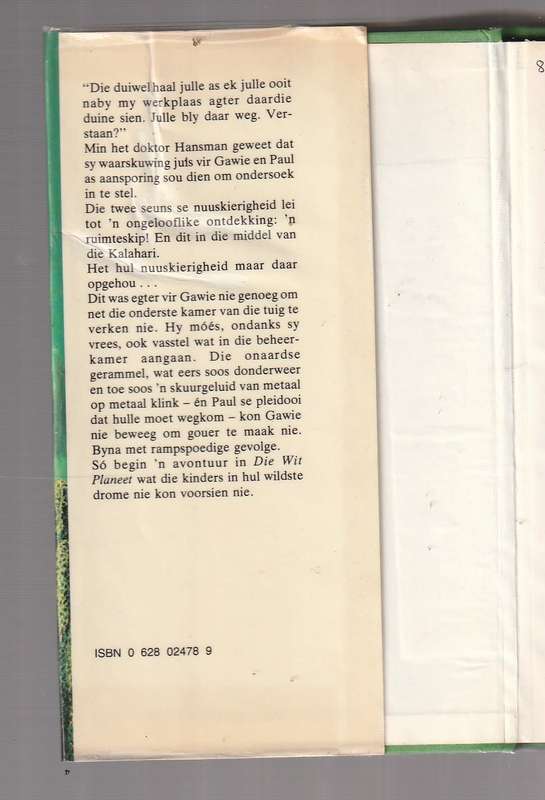 "Die duiwel haal julle as ek julle ooit
naby my werkplaas agter daardie
duine sien. Julle bly daar weg. Ver-
staan?"
Min het doktor Hansman geweet dat
sy waarskuwing juis vir Gawie en Paul
as aansporing sou dien om ondersoek
in te stel.
Die twee seuns se nuuskierigheid lei
tot 'n ongelooflike ontdekking: 'n
ruimteskip! En dit in die middel van
die Kalahari.
Het hul nuuskierigheid maar daar
opgehou . . .
Dit was egter vir Gawie nie genoeg om
net die onderste kamer van die tuig te
verken nie. Hy móés, ondanks sy
vrees, ook vasstel wat in die beheer-
kamer aangaan. Die onaardse
gerammel, wat eers soos donderweer
en toe soos 'n skuurgeluid van metaal
op metaal klink – én Paul se pleidooi
dat hulle moet wegkom – kon Gawie
nie beweeg om gouer te maak nie.
Byna met rampspoedige gevolge.
Só begin 'n avontuur in Die Wit
Planeet wat die kinders in hul wildste
drome nie kon voorsien nie.
ISBN 0 628 02478 9
8